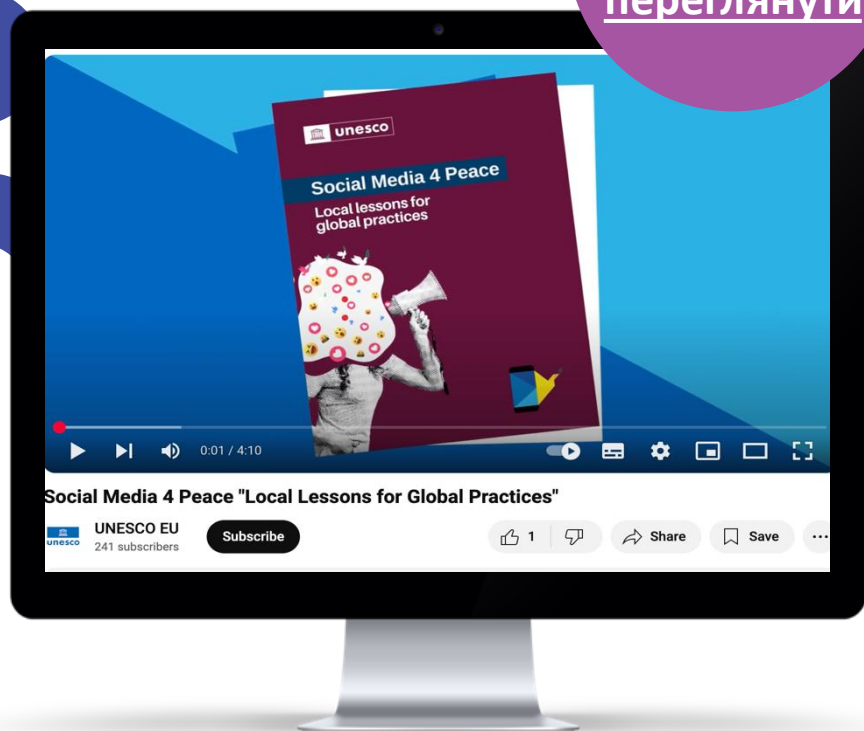 переглянути
unesco
Social Media 4 Peace
Local lessons for
global practices
0:01 / 4:10
Social Media 4 Peace "Local Lessons for Global Practices"
unesco
UNESCO EU
241 subscribers
Subscribe
1
Share
Save